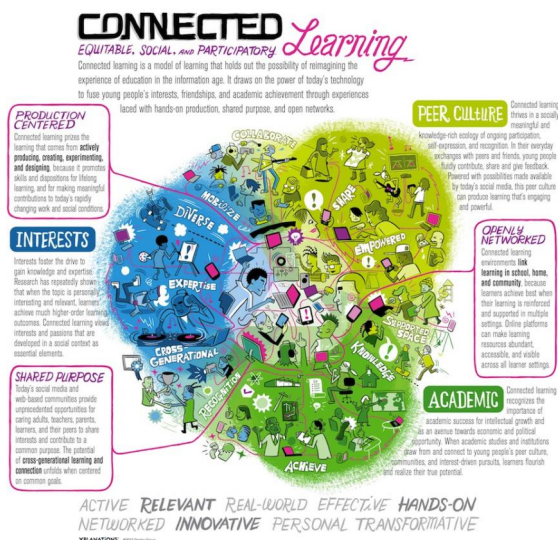 CONNECTED Learning
EQUITABLE, SOCIAL, AND PARTICIPATORY
Connected learning is a model of learning that holds out the possibility of reimagining the
experience of education in the information age. It draws on the power of today's technology
to fuse young people's interests, friendships, and academic achievement through experiences
laced with hands-on production, shared purpose, and open networks.
PRODUCTION
CENTERED
Connected learning prizes the
learning that comes from actively
producing, creating, experimenting,
and designing, because it promotes
skills and dispositions for lifelong
learning, and for making meaningful
contributions to today's rapidly
changing work and social conditions.
INTERESTS
Interests foster the drive to
gain knowledge and expertise.
Research has repeatedly shown
that when the topic is personally
interesting and relevant, learners
achieve much higher-order learning
outcomes. Connected learning views
interests and passions that are
developed in a social context as
essential elements.
SHARED PURPOSE
Today's social media and
web-based communities provide
unprecedented opportunities for
caring adults, teachers, parents,
learners, and their peers to share
interests and contribute to a
common purpose. The potential
of cross-generational learning and
connection unfolds when centered
on common goals.
COLLABORATE
MOBILIZE
DIVERSE
EXPERTISE
CROSS
GENERATIONAL
RECOGNITION
ACHIEVE
SHARE
EMPOWERED
SUPPORTED
SPACE
KNOWLEDGE
PEER CULTURE
Connected learning
thrives in a socially
meaningful and
knowledge-rich ecology of ongoing participation,
self-expression, and recognition. In their everyday
exchanges with peers and friends, young people
fluidly contribute, share and give feedback.
Powered with possibilities made available
by today's social media, this peer culture
can produce learning that's engaging
and powerful.
OPENLY
NETWORKED
Connected learning
environments link
learning in school, home,
and community, because
learners achieve best when
their learning is reinforced
and supported in multiple
settings. Online platforms
can make learning
resources abundant,
accessible, and visible
across all learner settings.
ACADEMIC
Connected learning
recognizes the
importance of
academic success for intellectual growth and
as an avenue towards economic and political
opportunity. When academic studies and institutions
draw from and connect to young people's peer culture,
communities, and interest-driven pursuits, learners flourish
and realize their true potential.
ACTIVE RELEVANT REAL-WORLD EFFECTIVE HANDS-ON
NETWORKED INNOVATIVE PERSONAL TRANSFORMATIVE
XPLANATIONS